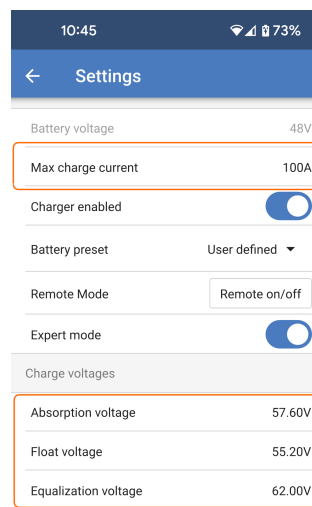 10:45 73%
Settings
Battery voltage 48V
Max charge current 100A
Charger enabled
Battery preset User defined
Remote Mode Remote on/off
Expert mode
Charge voltages
Absorption voltage 57.60V
Float voltage 55.20V
Equalization voltage 62.00V